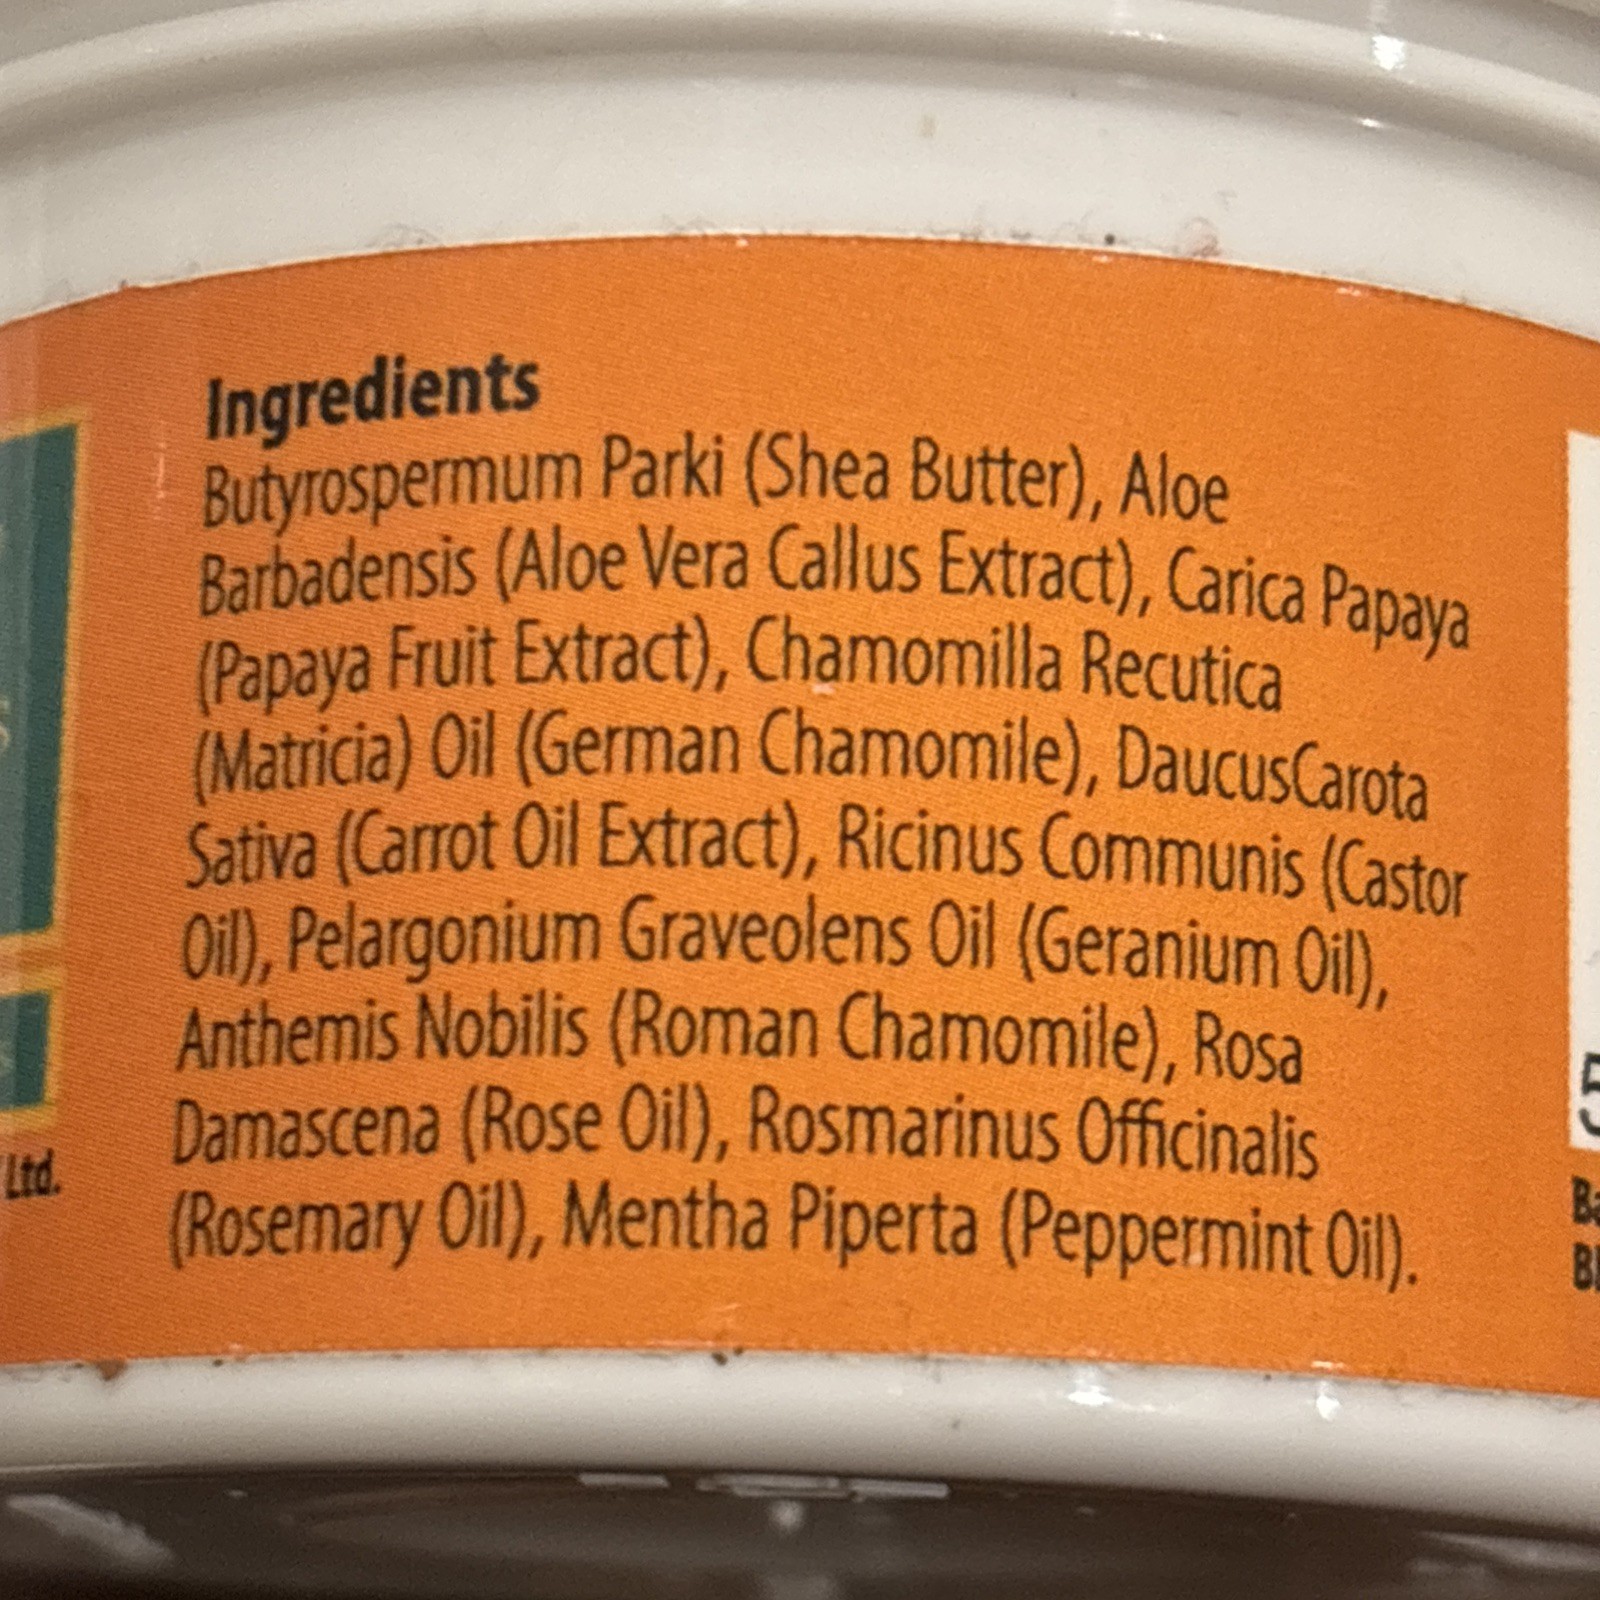 Ingredients
Butyrospermum Parki (Shea Butter), Aloe
Barbadensis (Aloe Vera Callus Extract), Carica Papaya
(Papaya Fruit Extract), Chamomilla Recutica
(Matricia) Oil (German Chamomile), DaucusCarota
Sativa (Carrot Oil Extract), Ricinus Communis (Castor
Oil), Pelargonium Graveolens Oil (Geranium Oil),
Anthemis Nobilis (Roman Chamomile), Rosa
Damascena (Rose Oil), Rosmarinus Officinalis
(Rosemary Oil), Mentha Piperta (Peppermint Oil).
Ltd.
5